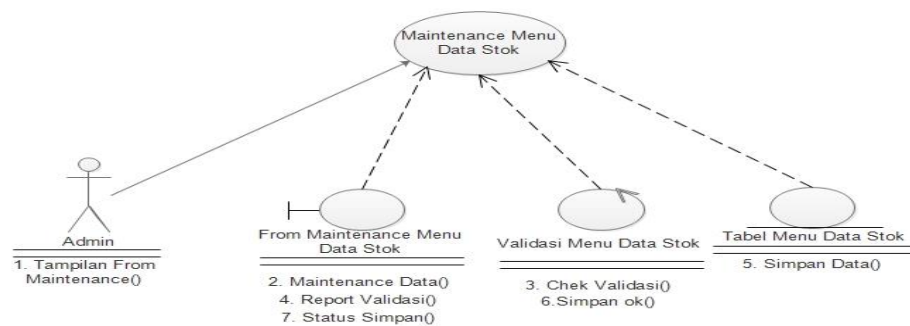 Maintenance Menu
Data Stok
Admin
1. Tampilan From
Maintenance()
From Maintenance Menu
Data Stok
2. Maintenance Data()
4. Report Validasi()
7. Status Simpan()
Validasi Menu Data Stok
3. Chek Validasi()
6.Simpan ok()
Tabel Menu Data Stok
5. Simpan Data()